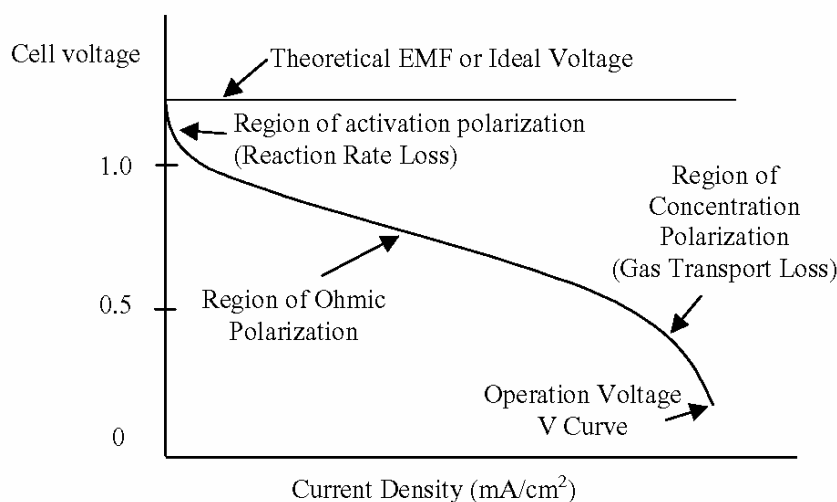 Cell voltage
Theoretical EMF or Ideal Voltage
Region of activation polarization
(Reaction Rate Loss)
1.0
Region of
Concentration
Polarization
(Gas Transport Loss)
Region of Ohmic
Polarization
0.5
Operation Voltage
V Curve
0
Current Density (mA/cm²)